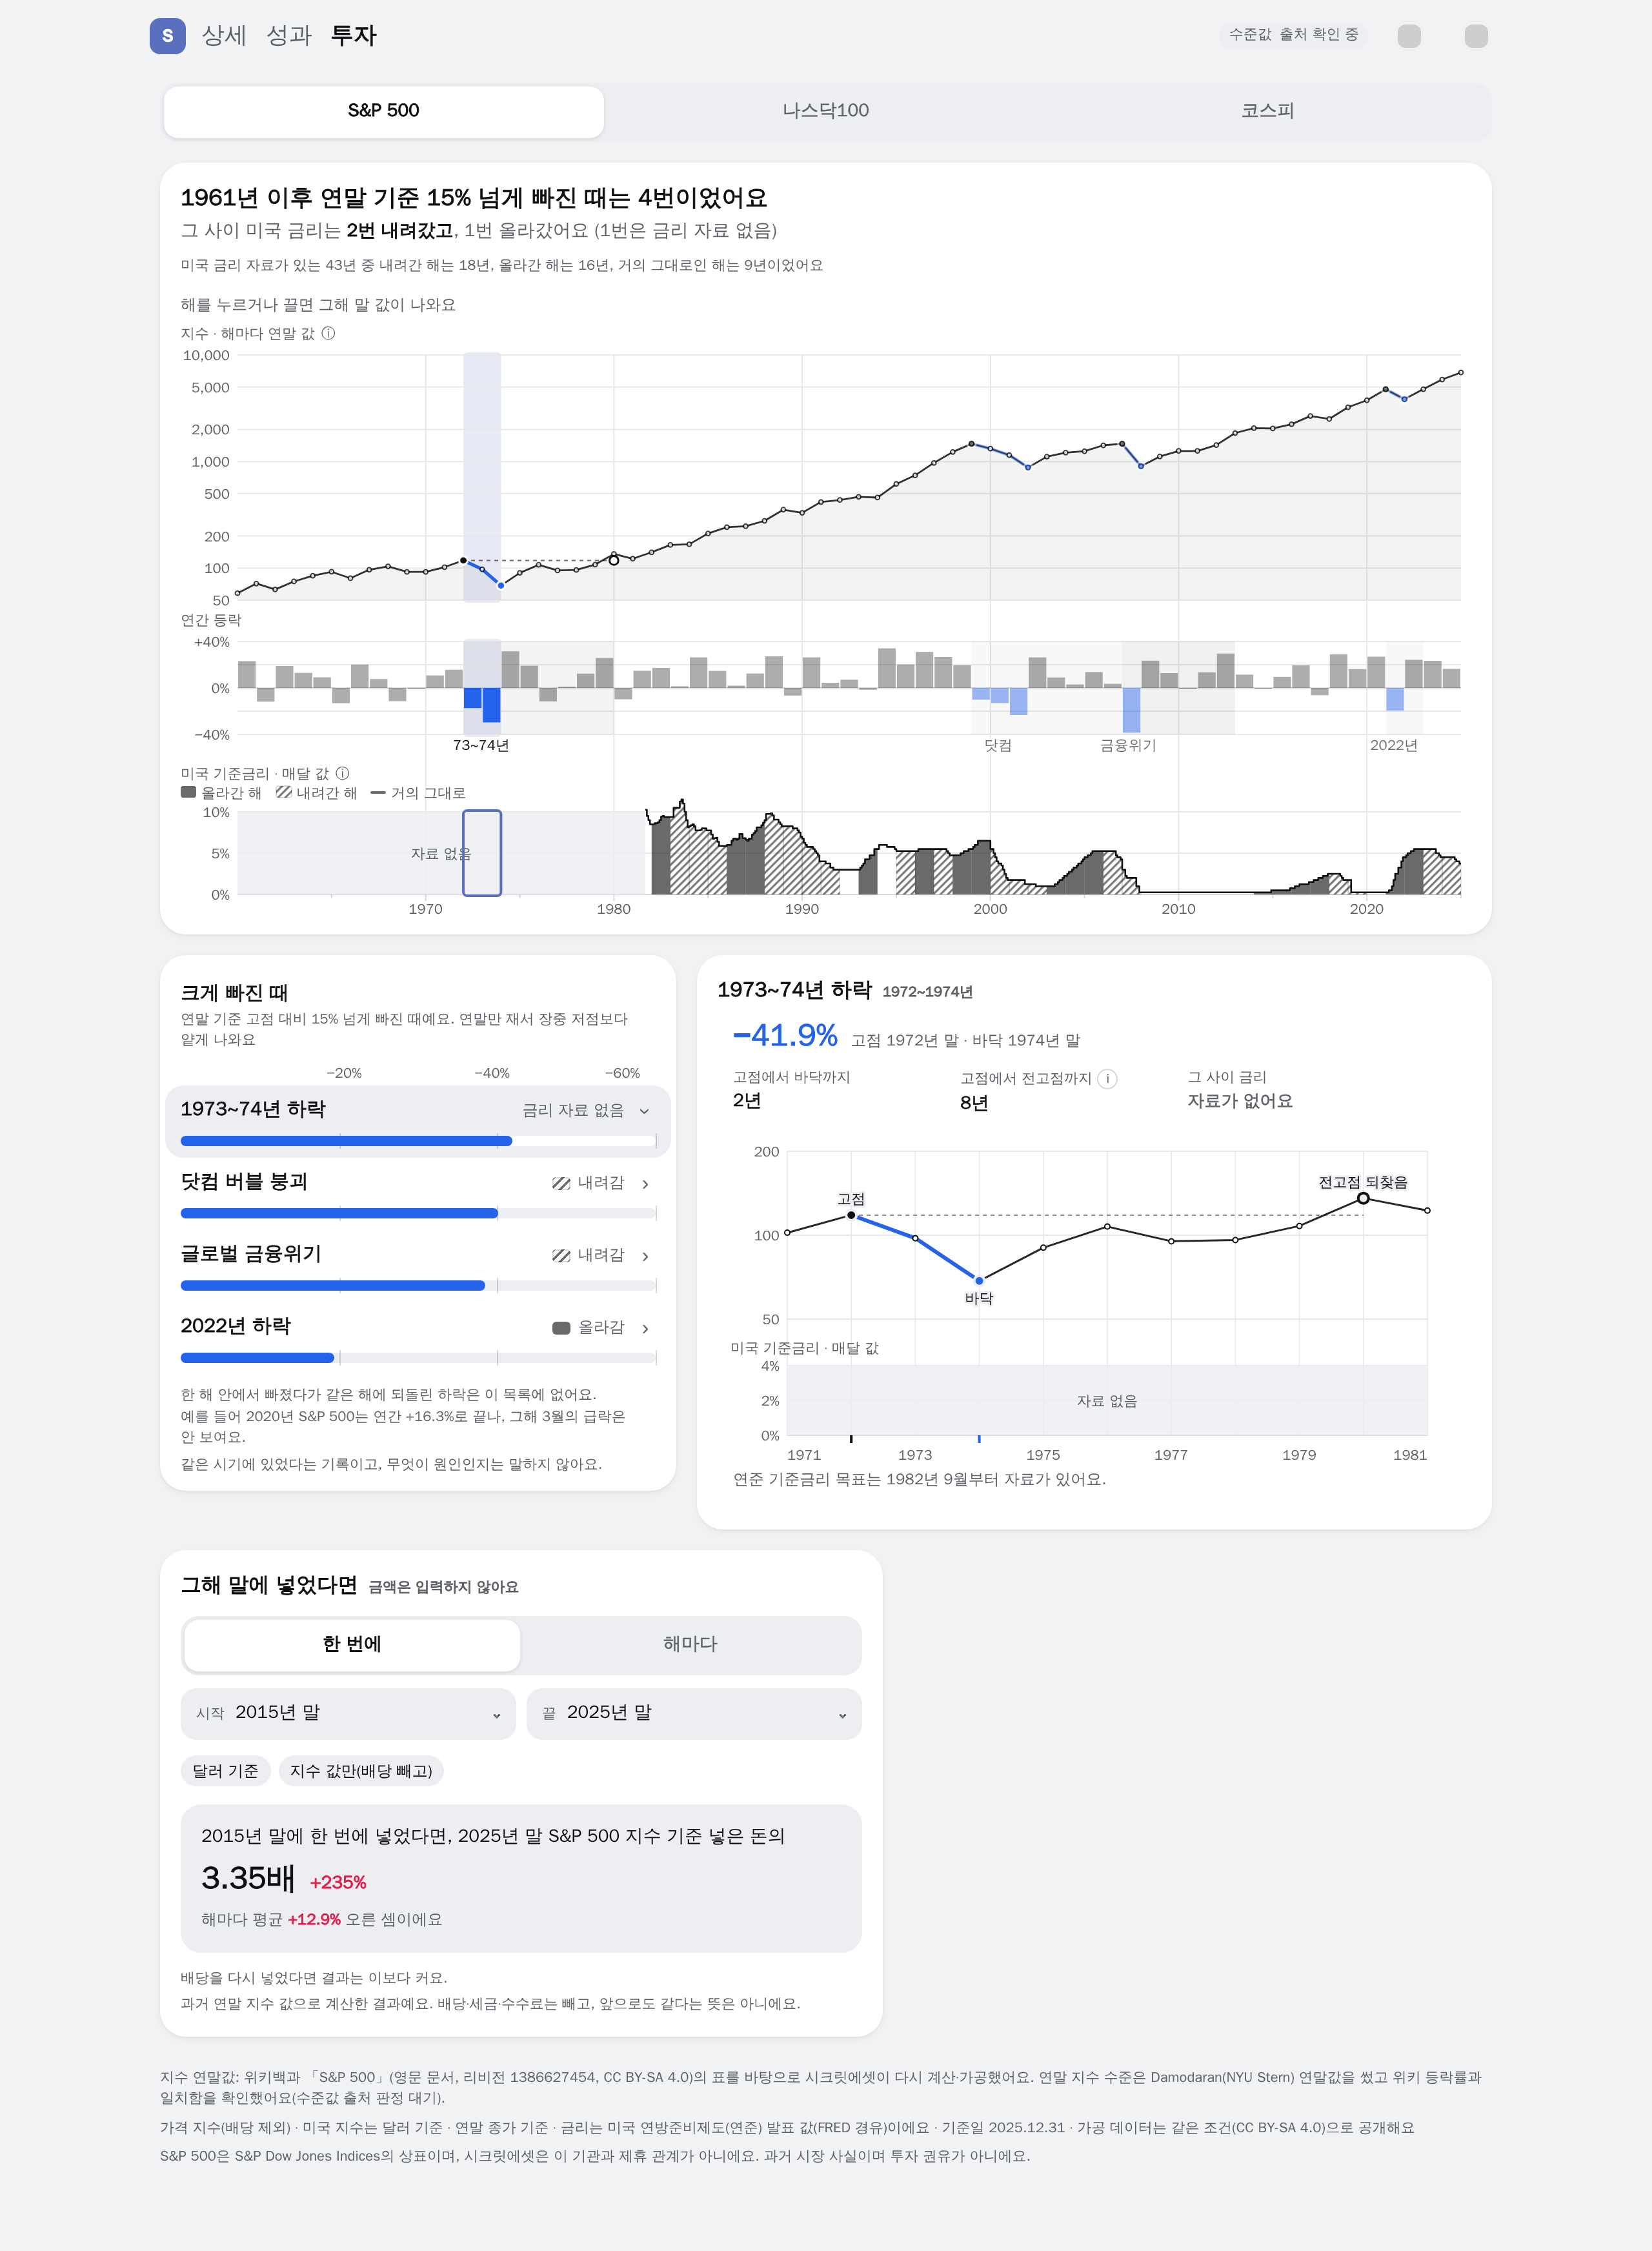 S 상세 성과 투자
수준값 출처 확인 중
S&P 500 나스닥100 코스피
1961년 이후 연말 기준 15% 넘게 빠진 때는 4번이었어요
그 사이 미국 금리는 2번 내려갔고, 1번 올라갔어요 (1번은 금리 자료 없음)
미국 금리 자료가 있는 43년 중 내려간 해는 18년, 올라간 해는 16년, 거의 그대로인 해는 9년이었어요
해를 누르거나 끌면 그해 말 값이 나와요
지수 · 해마다 연말 값 ⓘ
10,000
5,000
2,000
1,000
500
200
100
50
연간 등락
+40%
0%
−40%
73~74년 닷컴 금융위기 2022년
미국 기준금리 · 매달 값 ⓘ
올라간 해 내려간 해 거의 그대로
10%
5%
자료 없음
0%
1970 1980 1990 2000 2010 2020
크게 빠진 때
연말 기준 고점 대비 15% 넘게 빠진 때예요. 연말만 재서 장중 저점보다
얕게 나와요
−20% −40% −60%
1973~74년 하락 금리 자료 없음
닷컴 버블 붕괴 내려감
글로벌 금융위기 내려감
2022년 하락 올라감
한 해 안에서 빠졌다가 같은 해에 되돌린 하락은 이 목록에 없어요.
예를 들어 2020년 S&P 500는 연간 +16.3%로 끝나, 그해 3월의 급락은
안 보여요.
같은 시기에 있었다는 기록이고, 무엇이 원인인지는 말하지 않아요.
1973~74년 하락 1972~1974년
−41.9% 고점 1972년 말 · 바닥 1974년 말
고점에서 바닥까지 고점에서 전고점까지 i 그 사이 금리
2년 8년 자료가 없어요
200
고점 전고점 되찾음
100
바닥
50
미국 기준금리 · 매달 값
4%
2% 자료 없음
0%
1971 1973 1975 1977 1979 1981
연준 기준금리 목표는 1982년 9월부터 자료가 있어요.
그해 말에 넣었다면 금액은 입력하지 않아요
한 번에 해마다
시작 2015년 말 끝 2025년 말
달러 기준 지수 값만(배당 빼고)
2015년 말에 한 번에 넣었다면, 2025년 말 S&P 500 지수 기준 넣은 돈의
3.35배 +235%
해마다 평균 +12.9% 오른 셈이에요
배당을 다시 넣었다면 결과는 이보다 커요.
과거 연말 지수 값으로 계산한 결과예요. 배당·세금·수수료는 빼고, 앞으로도 같다는 뜻은 아니에요.
지수 연말값: 위키백과 「S&P 500」(영문 문서, 리비전 1386627454, CC BY-SA 4.0)의 표를 바탕으로 시크릿에셋이 다시 계산·가공했어요. 연말 지수 수준은 Damodaran(NYU Stern) 연말값을 썼고 위키 등락률과
일치함을 확인했어요(수준값 출처 판정 대기).
가격 지수(배당 제외) · 미국 지수는 달러 기준 · 연말 종가 기준 · 금리는 미국 연방준비제도(연준) 발표 값(FRED 경유)이에요 · 기준일 2025.12.31 · 가공 데이터는 같은 조건(CC BY-SA 4.0)으로 공개해요
S&P 500은 S&P Dow Jones Indices의 상표이며, 시크릿에셋은 이 기관과 제휴 관계가 아니에요. 과거 시장 사실이며 투자 권유가 아니에요.